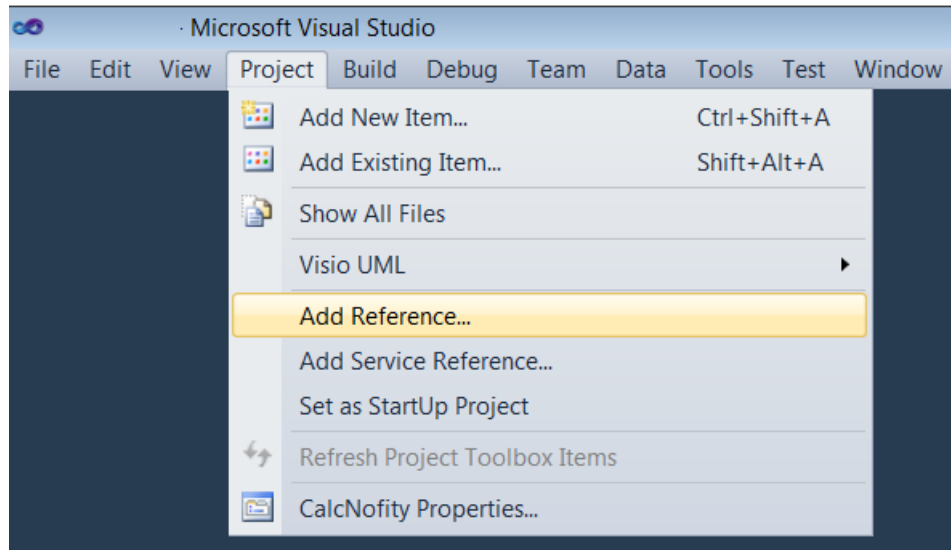 · Microsoft Visual Studio
File Edit View Project Build Debug Team Data Tools Test Window
Add New Item... Ctrl+Shift+A
Add Existing Item... Shift+Alt+A
Show All Files
Visio UML
Add Reference...
Add Service Reference...
Set as StartUp Project
Refresh Project Toolbox Items
CalcNofity Properties...